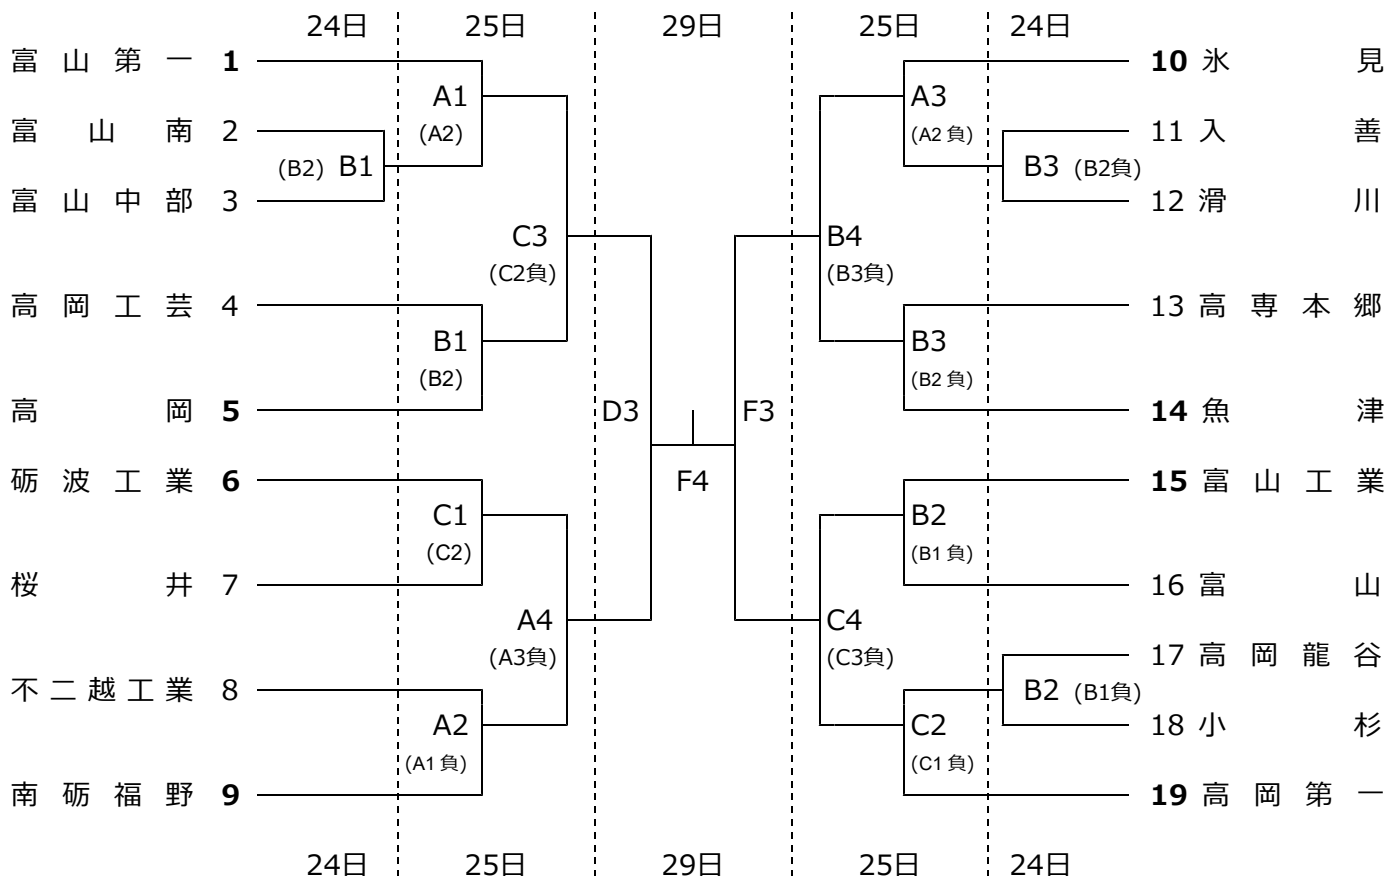 24日 25日 29日 25日 24日
富山第一 1
A1
(A2)
富山南 2
(B2) B1
富山中部 3
C3
(C2負)
高岡工芸 4
B1
(B2)
高岡 5
D3
砺波工業 6
C1
(C2)
桜井 7
A4
(A3負)
不二越工業 8
A2
(A1負)
南砺福野 9
F4
F3
10 氷見
A3
(A2負)
11 入善
B3 (B2負)
12 滑川
B4
(B3負)
13 高専本郷
B3
(B2負)
14 魚津
15 富山工業
B2
(B1負)
16 富山
C4
(C3負)
17 高岡龍谷
B2 (B1負)
18 小杉
C2
(C1負)
19 高岡第一
24日 25日 29日 25日 24日